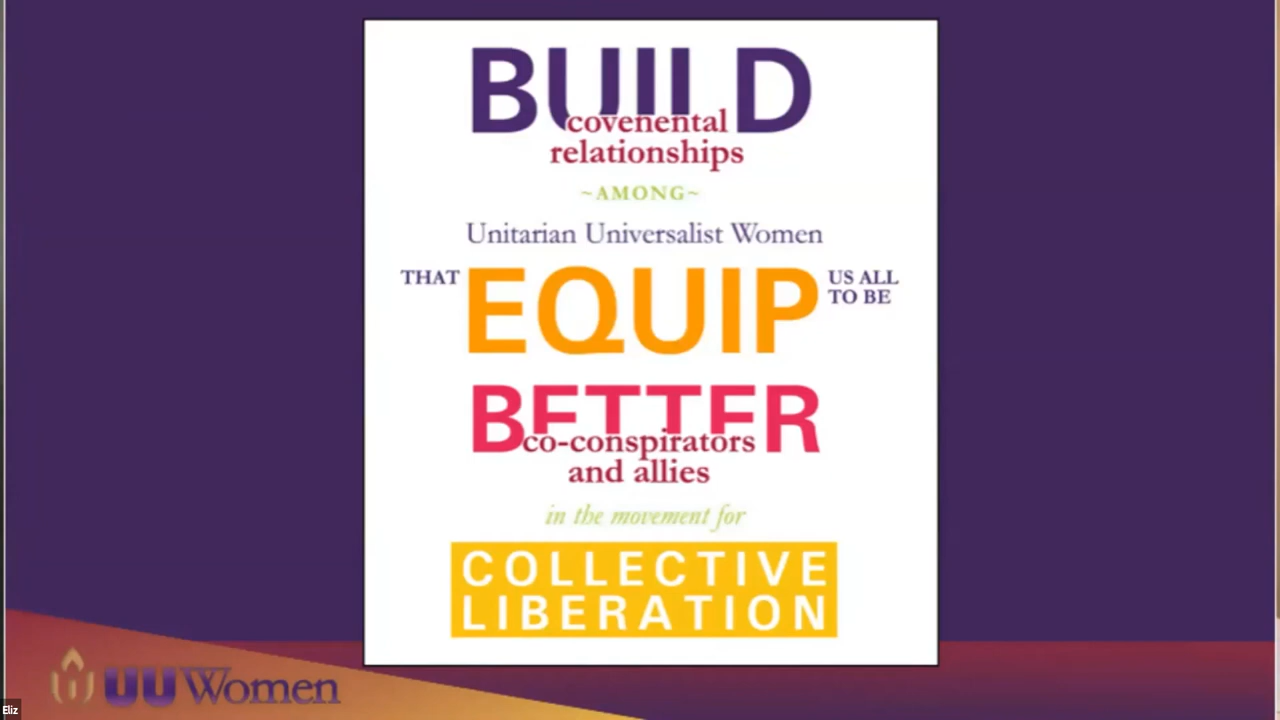 BUILD
covenental
relationships
~AMONG~
Unitarian Universalist Women
THAT EQUIP US ALL
TO BE
BETTER
co-conspirators
and allies
in the movement for
COLLECTIVE
LIBERATION
UU Women
Eliz